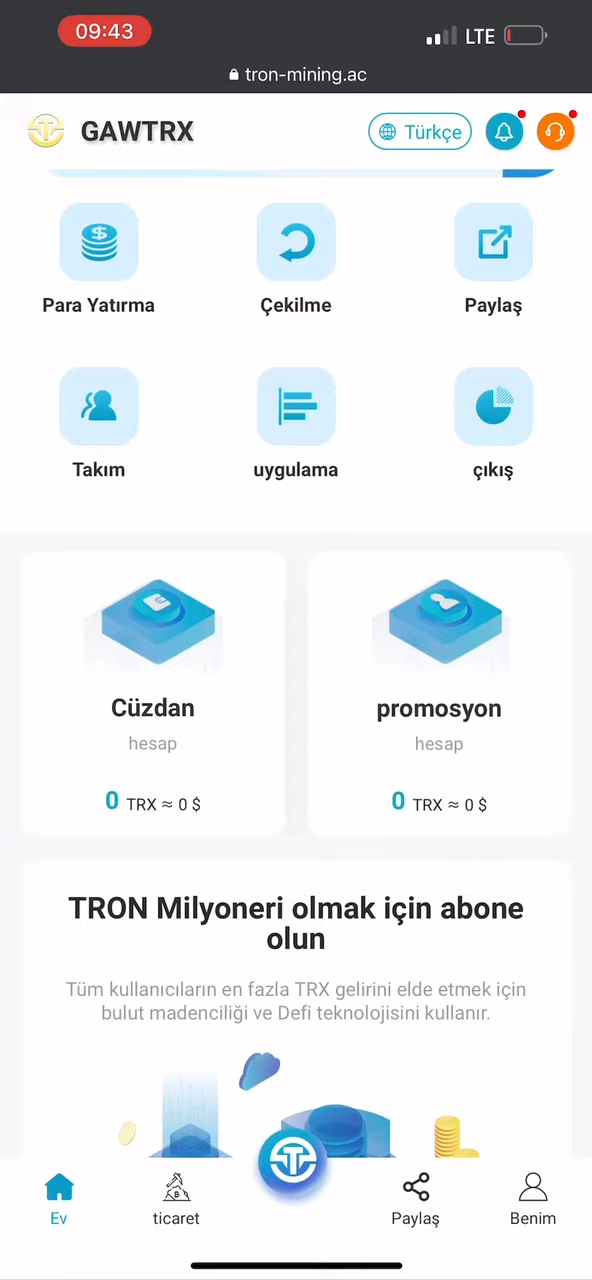 09:43
LTE
tron-mining.ac
GAWTRX
Türkçe
Para Yatırma
Çekilme
Paylaş
Takım
uygulama
çıkış
Cüzdan
promosyon
hesap
hesap
0 TRX ≈ 0 $
0 TRX ≈ 0 $
TRON Milyoneri olmak için abone
olun
Tüm kullanıcıların en fazla TRX gelirini elde etmek için
bulut madenciliği ve Defi teknolojisini kullanır.
Ev
ticaret
Paylaş
Benim